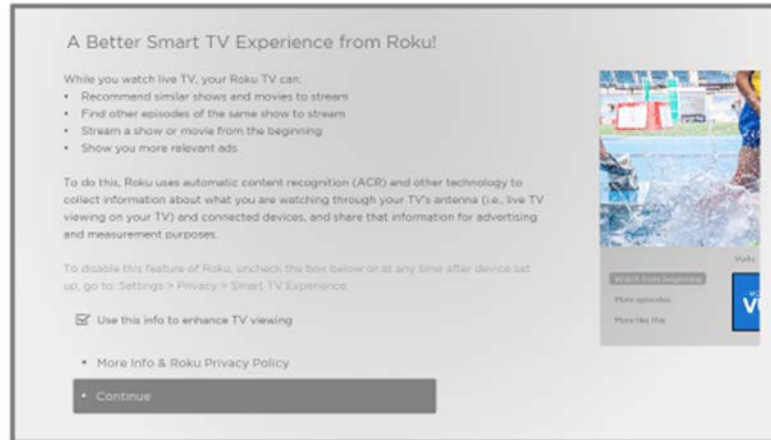 A Better Smart TV Experience from Roku!
While you watch live TV, your Roku TV can:
• Recommend similar shows and movies to stream
• Find other episodes of the same show to stream
• Stream a show or movie from the beginning
• Show you more relevant ads
To do this, Roku uses automatic content recognition (ACR) and other technology to
collect information about what you are watching through your TV's antenna (i.e., live TV
viewing on your TV) and connected devices, and share that information for advertising
and measurement purposes.
To disable this feature of Roku, uncheck the box below or at any time after device set
up, go to: Settings > Privacy > Smart TV Experience
Use this info to enhance TV viewing
• More Info & Roku Privacy Policy
• Continue
Vudu
Watch from beginning
More episodes
More like this